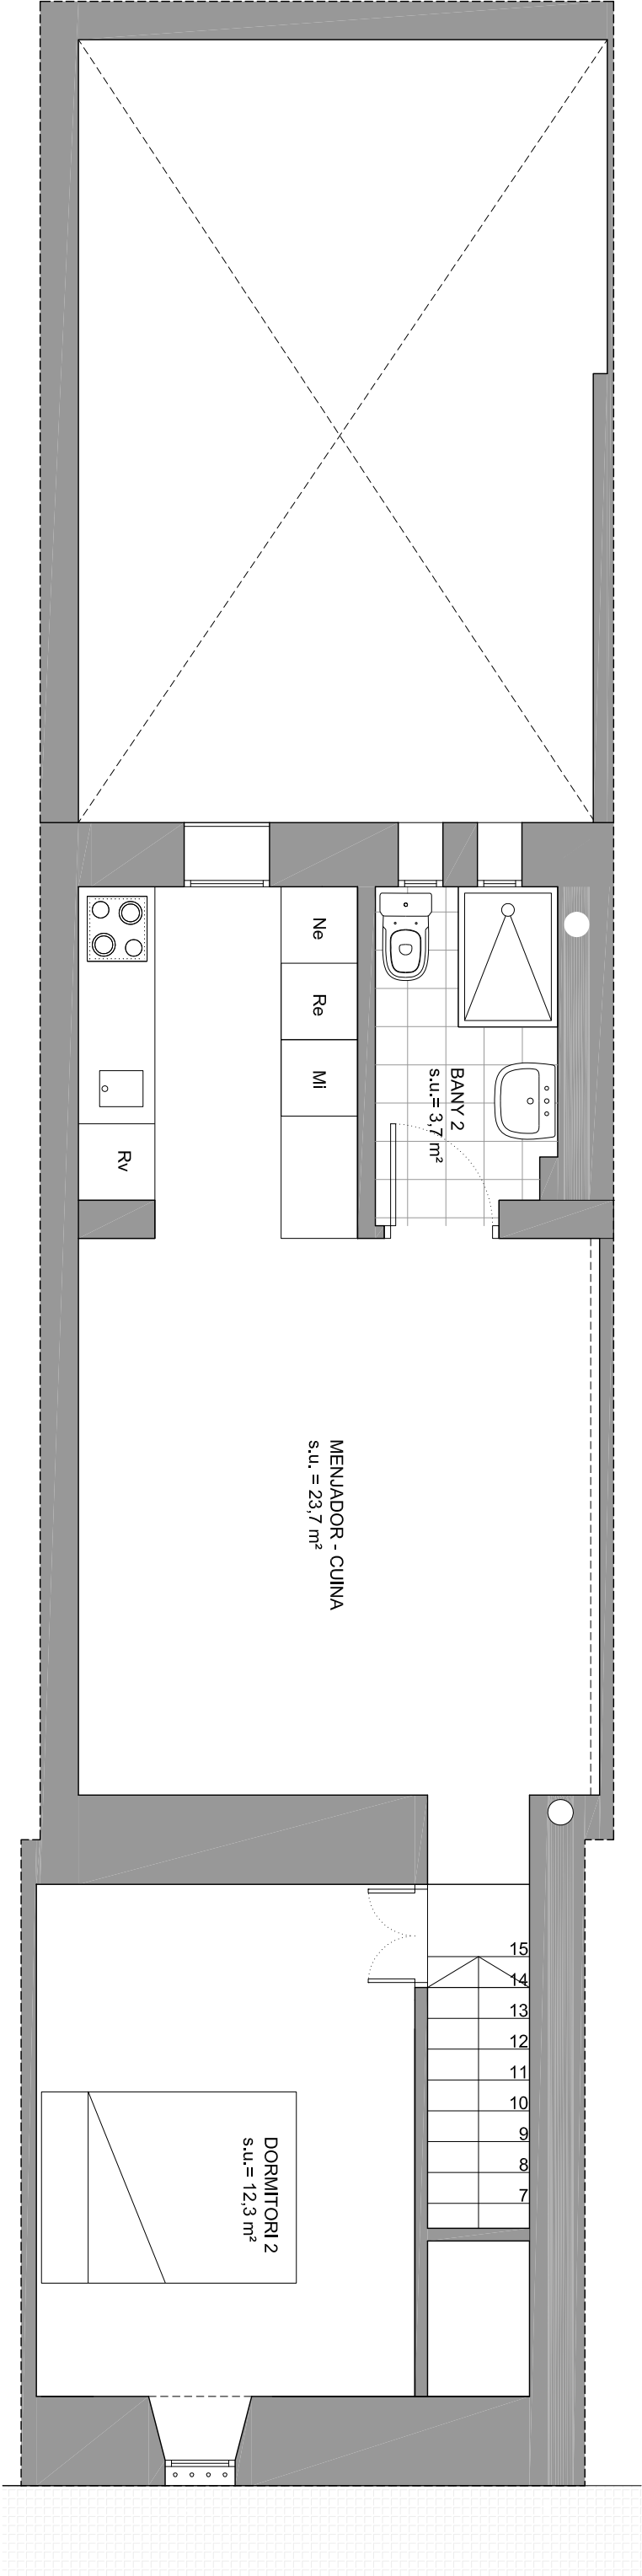 Ne
Re
Mi
Rv
BANY 2
s.u.= 3,7 m²
MENJADOR - CUINA
s.u. = 23,7 m²
15
14
13
12
11
10
9
8
7
DORMITORI 2
s.u.= 12,3 m²